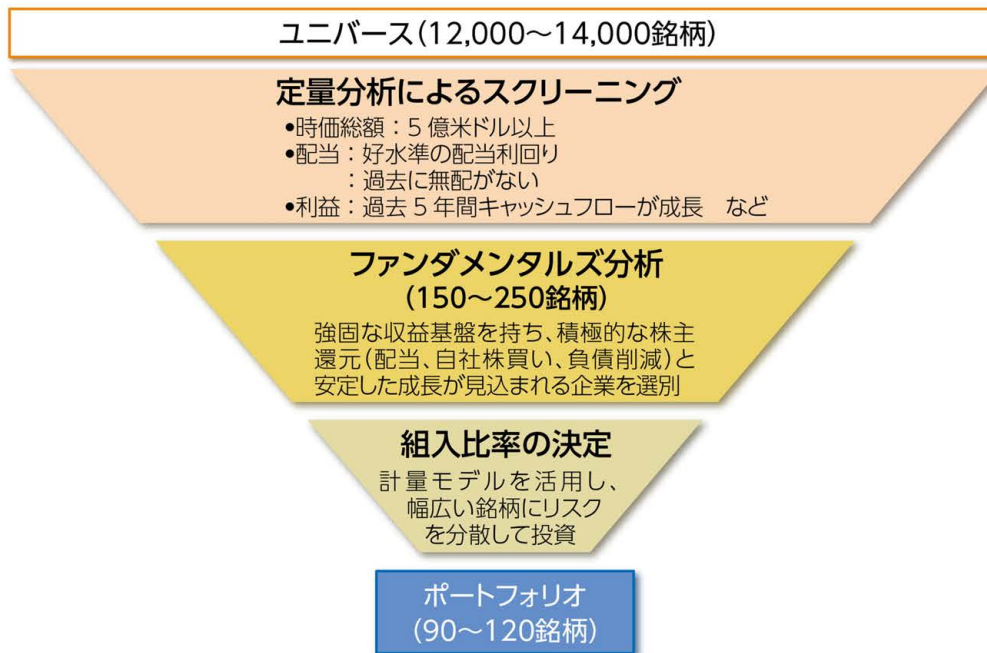 ユニバース(12,000〜14,000銘柄)
定量分析によるスクリーニング
•時価総額：5億米ドル以上
•配当：好水準の配当利回り
：過去に無配がない
•利益：過去5年間キャッシュフローが成長　など
ファンダメンタルズ分析
(150〜250銘柄)
強固な収益基盤を持ち、積極的な株主
還元(配当、自社株買い、負債削減)と
安定した成長が見込まれる企業を選別
組入比率の決定
計量モデルを活用し、
幅広い銘柄にリスク
を分散して投資
ポートフォリオ
(90〜120銘柄)